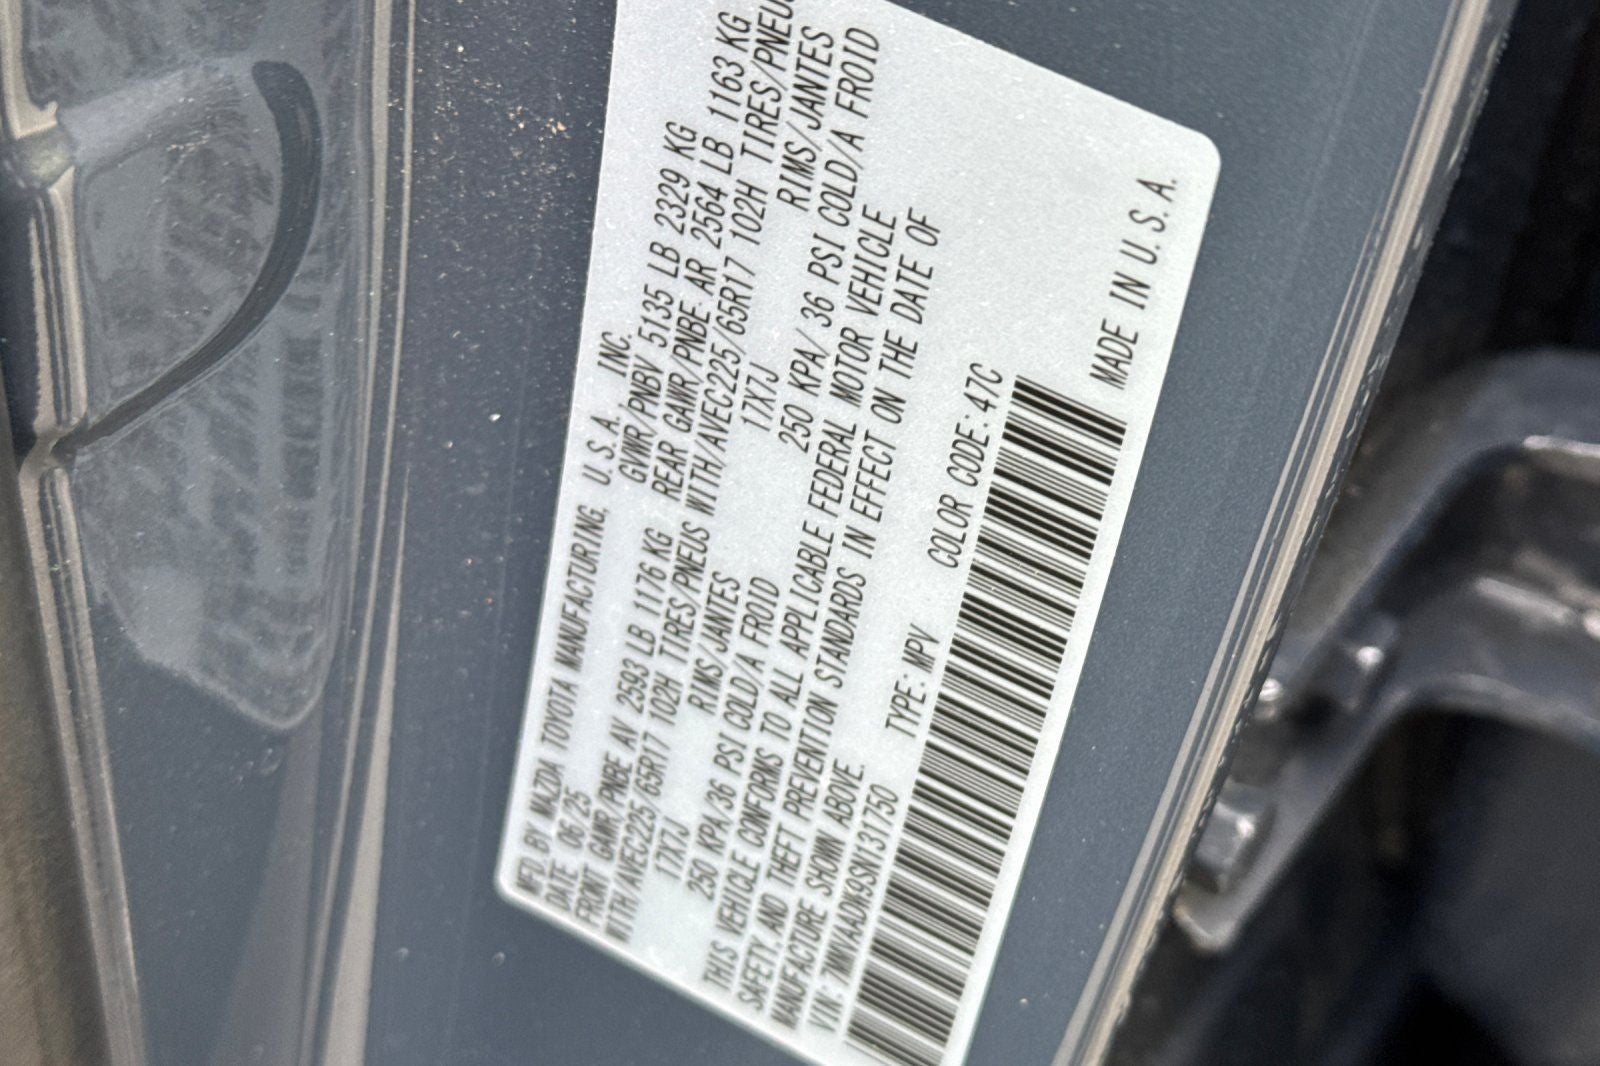 MFD. BY MAZDA TOYOTA MANUFACTURING, U.S.A., INC.
DATE 06/25 GVWR/PNBV 5135 LB 2329 KG
FRONT GAWR/PNBE AV 2593 LB 1176 KG REAR GAWR/PNBE AR 2564 LB 1163 KG
WITH/AVEC225/65R17 102H TIRES/PNEUS WITH/AVEC225/65R17 102H TIRES/PNEUS
17X7J RIMS/JANTES 17X7J RIMS/JANTES
250 KPA/36 PSI COLD/A FROID 250 KPA/ 36 PSI COLD/A FROID
THIS VEHICLE CONFORMS TO ALL APPLICABLE FEDERAL MOTOR VEHICLE
SAFETY, AND THEFT PREVENTION STANDARDS IN EFFECT ON THE DATE OF
MANUFACTURE SHOWN ABOVE.
VIN: 7MMVADW9SN131750 TYPE: MPV COLOR CODE: 47C
MADE IN U.S.A.